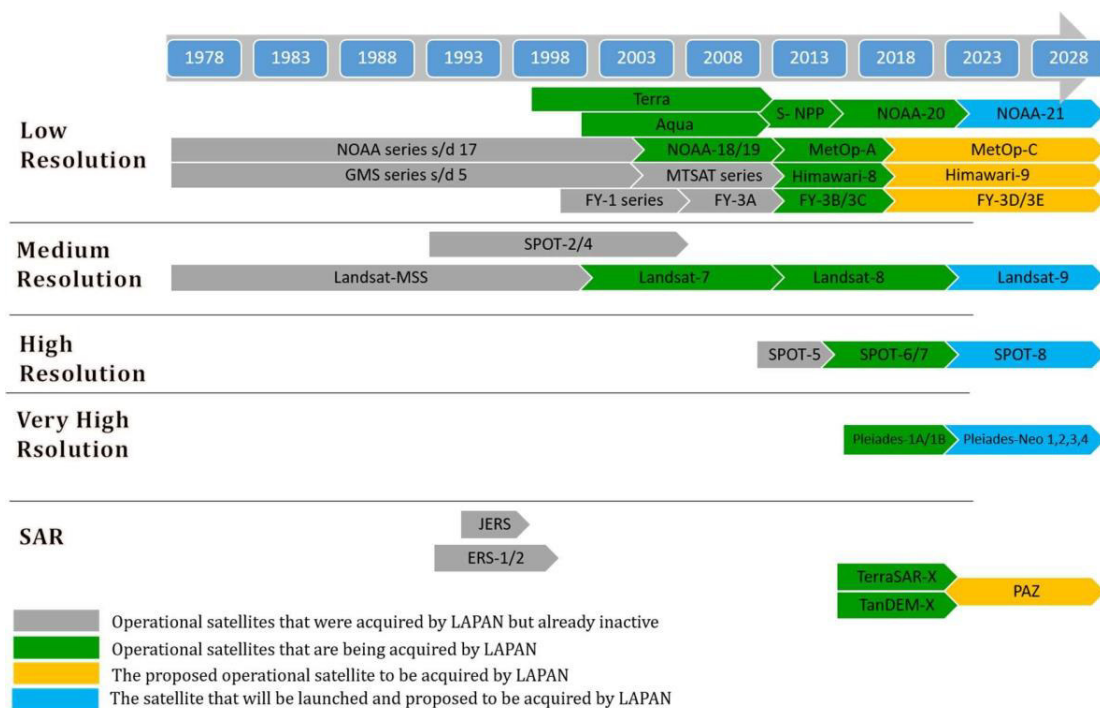 1978 1983 1988 1993 1998 2003 2008 2013 2018 2023 2028
Low
Resolution
Terra
Aqua
S- NPP
NOAA-20
NOAA-21
NOAA series s/d 17
NOAA-18/19
MetOp-A
MetOp-C
GMS series s/d 5
MTSAT series
Himawari-8
Himawari-9
FY-1 series
FY-3A
FY-3B/3C
FY-3D/3E
Medium
Resolution
SPOT-2/4
Landsat-MSS
Landsat-7
Landsat-8
Landsat-9
High
Resolution
SPOT-5
SPOT-6/7
SPOT-8
Very High
Rsolution
Pleiades-1A/1B
Pleiades-Neo 1,2,3,4
SAR
JERS
ERS-1/2
TerraSAR-X
TanDEM-X
PAZ
Operational satellites that were acquired by LAPAN but already inactive
Operational satellites that are being acquired by LAPAN
The proposed operational satellite to be acquired by LAPAN
The satellite that will be launched and proposed to be acquired by LAPAN